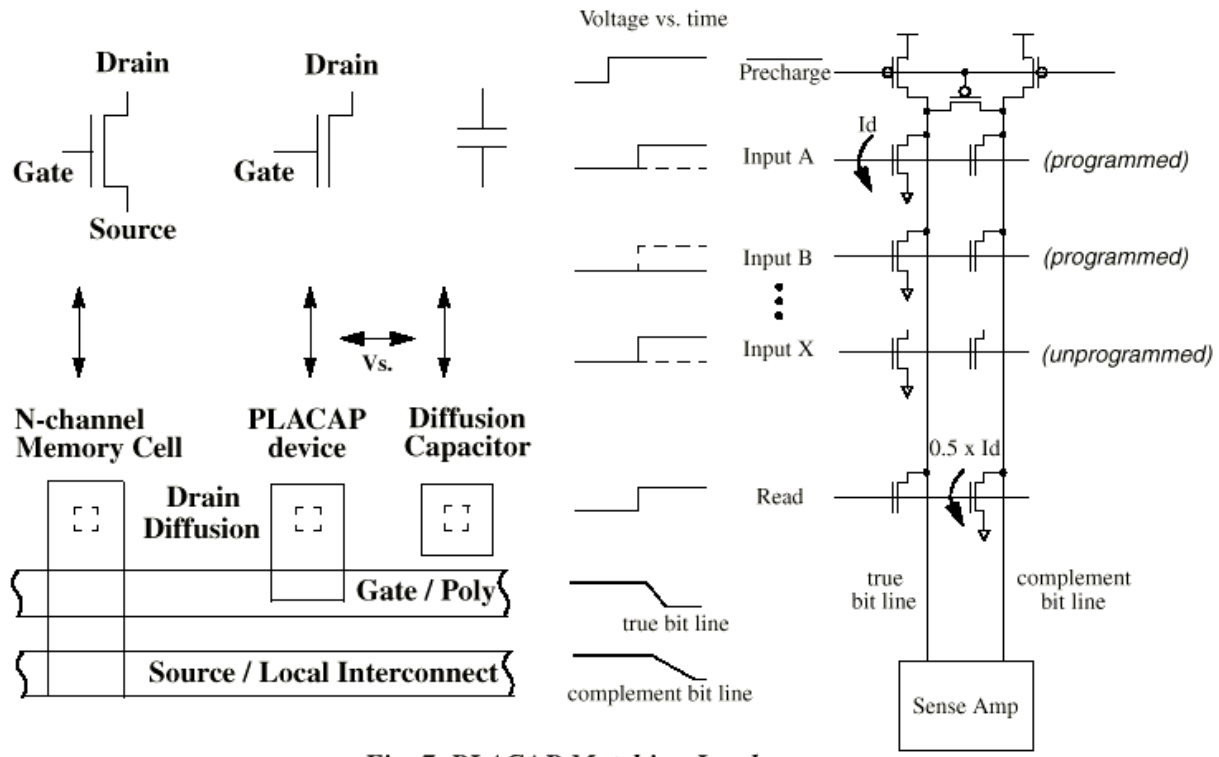 Voltage vs. time
Drain
Drain
Precharge
Id
Gate
Gate
Input A
(programmed)
Source
Input B
(programmed)
Vs.
Input X
(unprogrammed)
N-channel
Memory Cell
PLACAP
device
Diffusion
Capacitor
0.5 x Id
Drain
Diffusion
Read
Gate / Poly
true
bit line
complement
bit line
true bit line
Source / Local Interconnect
complement bit line
Sense Amp